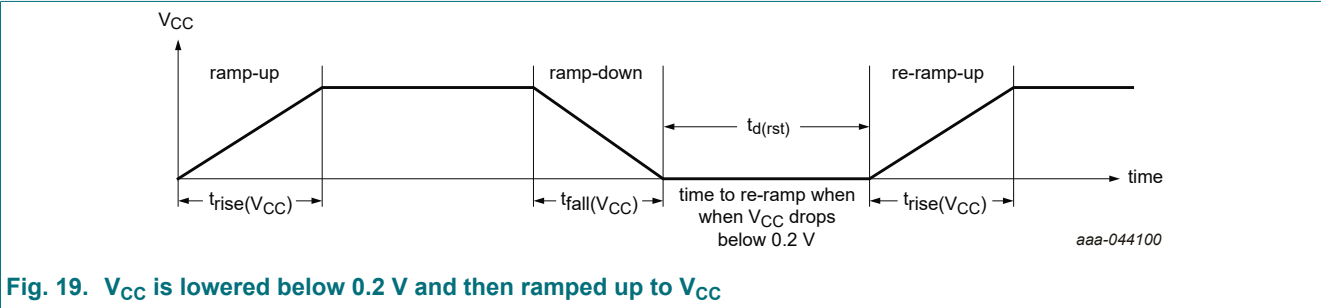 VCC
ramp-up
ramp-down
re-ramp-up
td(rst)
time
trise(VCC)
tfall(VCC)
time to re-ramp when
when VCC drops
below 0.2 V
trise(VCC)
aaa-044100
Fig. 19. VCC is lowered below 0.2 V and then ramped up to VCC